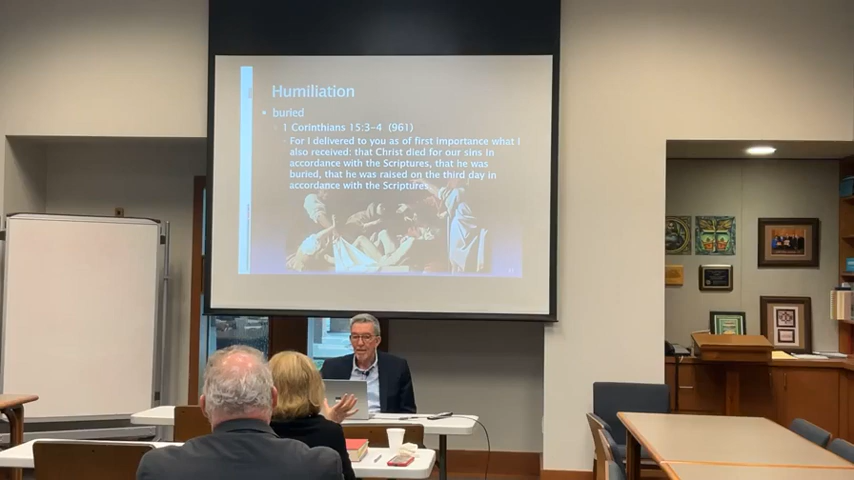 Humiliation
buried
1 Corinthians 15:3-4 (961)
For I delivered to you as of first importance what I
also received: that Christ died for our sins in
accordance with the Scriptures, that he was
buried, that he was raised on the third day in
accordance with the Scriptures.